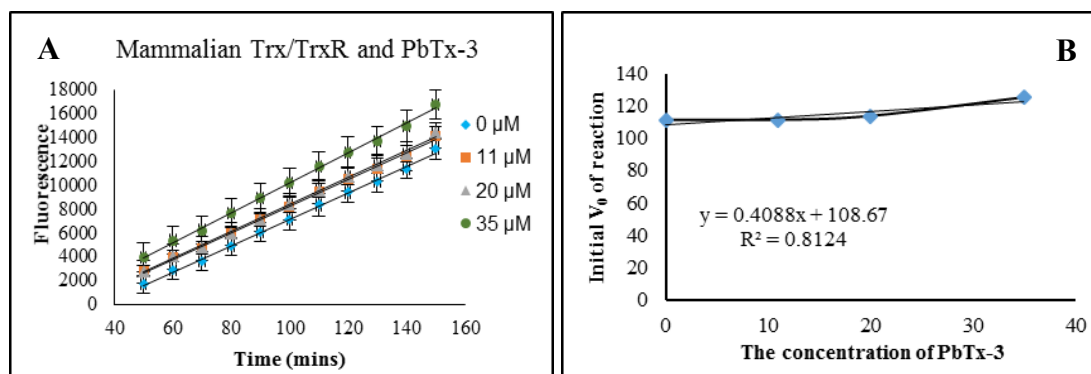 A
Mammalian Trx/TrxR and PbTx-3
Fluorescence
18000
16000
14000
12000
10000
8000
6000
4000
2000
0
40 60 80 100 120 140 160
Time (mins)
0 µM
11 µM
20 µM
35 µM
B
Initial V0 of reaction
140
120
100
80
60
40
20
0
y = 0.4088x + 108.67
R² = 0.8124
0 10 20 30 40
The concentration of PbTx-3